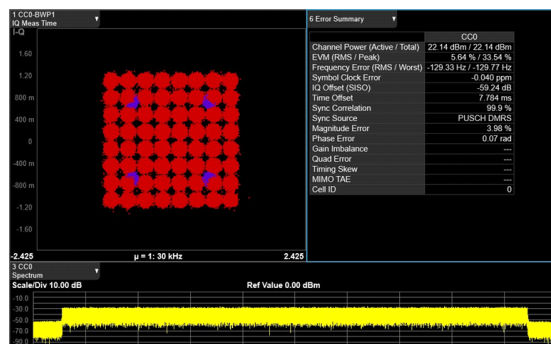 1 CC0-BWP1
IQ Meas Time
I-Q
1.60
1.20
800 m
400 m
0
-400 m
-800 m
-1.20
-1.60
-2.425
µ = 1: 30 kHz
2.425
6 Error Summary
CC0
Channel Power (Active / Total) 22.14 dBm / 22.14 dBm
EVM (RMS / Peak) 5.64 % / 33.54 %
Frequency Error (RMS / Worst) -129.33 Hz / -129.77 Hz
Symbol Clock Error -0.040 ppm
IQ Offset (SISO) -59.24 dB
Time Offset 7.784 ms
Sync Correlation 99.9 %
Sync Source PUSCH DMRS
Magnitude Error 3.98 %
Phase Error 0.07 rad
Gain Imbalance ---
Quad Error ---
Timing Skew ---
MIMO TAE ---
Cell ID 0
3 CC0
Spectrum
Scale/Div 10.00 dB
Ref Value 0.00 dBm
-10.0
-30.0
-50.0
-70.0
-90.0